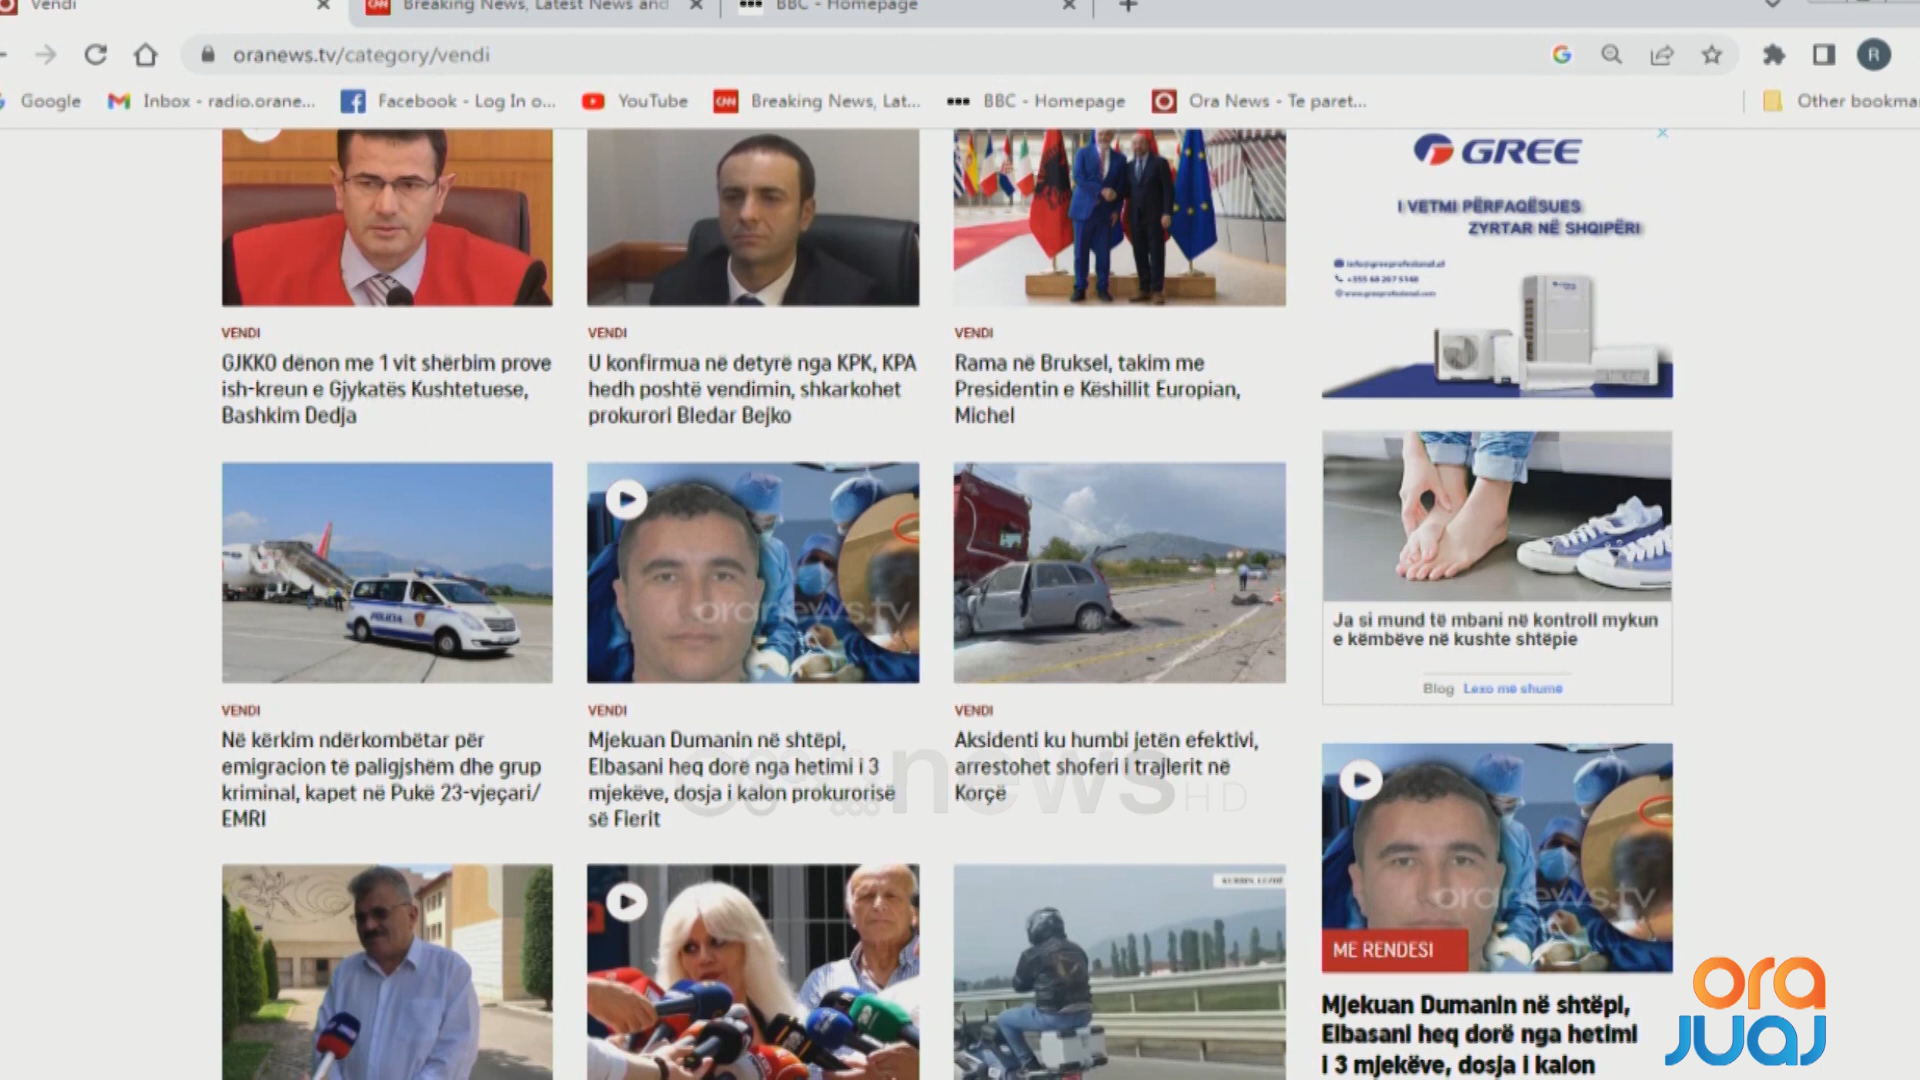 Vendi
Breaking News, Latest News and
BBC - Homepage
oranews.tv/category/vendi
Google
Inbox - radio.orane...
Facebook - Log In o...
YouTube
Breaking News, Lat...
BBC - Homepage
Ora News - Te paret...
Other bookmar
R
VENDI
GJKKO dënon me 1 vit shërbim prove
ish-kreun e Gjykatës Kushtetuese,
Bashkim Dedja
VENDI
U konfirmua në detyrë nga KPK, KPA
hedh poshtë vendimin, shkarkohet
prokurori Bledar Bejko
VENDI
Rama në Bruksel, takim me
Presidentin e Këshillit Europian,
Michel
GREE
I VETMI PËRFAQËSUES
ZYRTAR NË SHQIPËRI
POLICIA
oranews.tv
VENDI
Në kërkim ndërkombëtar për
emigracion të paligjshëm dhe grup
kriminal, kapet në Pukë 23-vjeçari/
EMRI
VENDI
Mjekuan Dumanin në shtëpi,
Elbasani heq dorë nga hetimi i 3
mjekëve, dosja i kalon prokurorisë
së Fierit
VENDI
Aksidenti ku humbi jetën efektivi,
arrestohet shoferi i trajlerit në
Korçë
Ja si mund të mbani në kontroll mykun
e këmbëve në kushte shtëpie
Blog Lexo më shumë
oranews.tv
ME RENDESI
Mjekuan Dumanin në shtëpi,
Elbasani heq dorë nga hetimi
i 3 mjekëve, dosja i kalon
news HD
ora
JUAJ